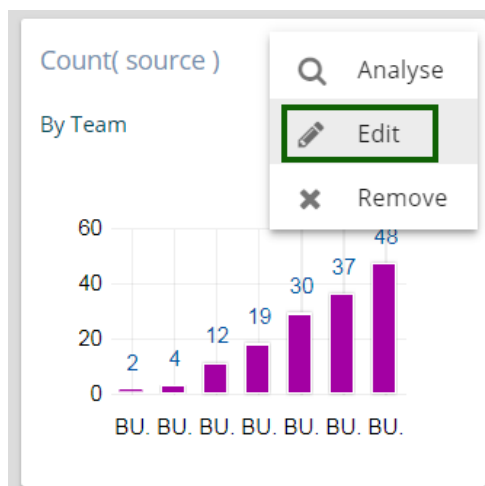 Count( source )
Analyse
By Team
Edit
Remove
60
48
40
37
30
20
19
12
4
2
0
BU. BU. BU. BU. BU. BU. BU.